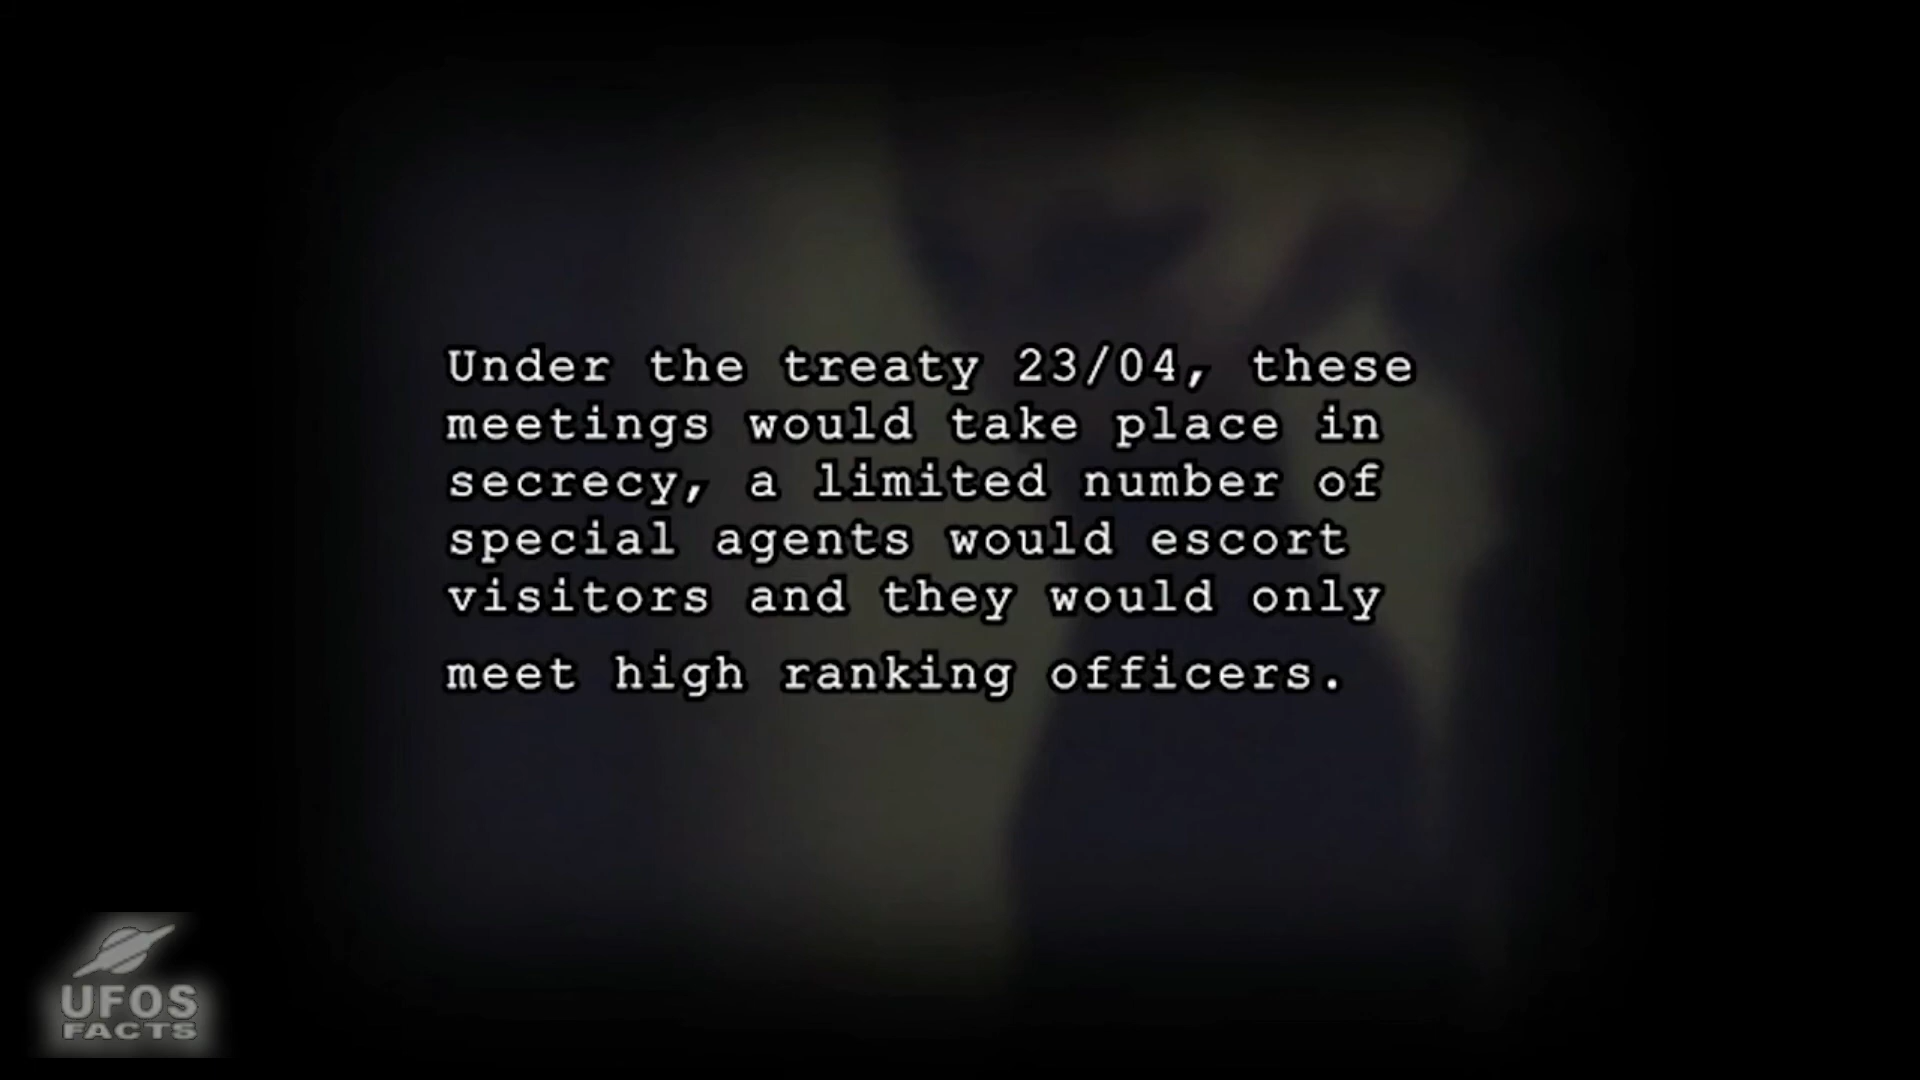 Under the treaty 23/04, these
meetings would take place in
secrecy, a limited number of
special agents would escort
visitors and they would only
meet high ranking officers.
UFOS
FACTS